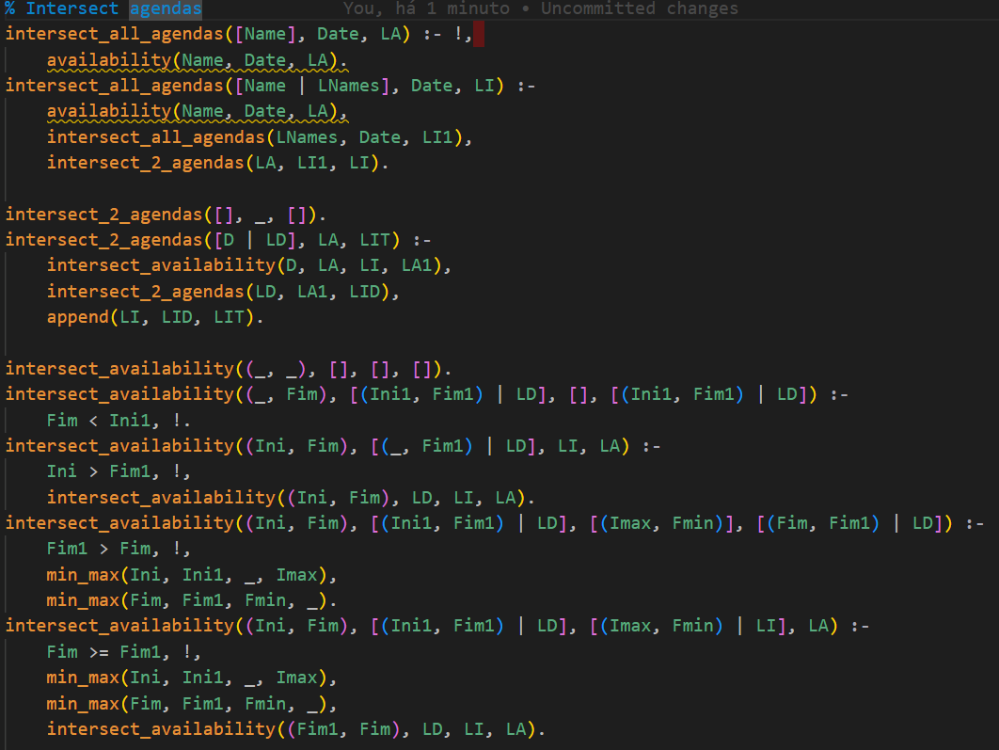 % Intersect agendas You, há 1 minuto • Uncommitted changes
intersect_all_agendas([Name], Date, LA) :- !,
    availability(Name, Date, LA).
intersect_all_agendas([Name | LNames], Date, LI) :-
    availability(Name, Date, LA),
    intersect_all_agendas(LNames, Date, LI1),
    intersect_2_agendas(LA, LI1, LI).

intersect_2_agendas([], _, []).
intersect_2_agendas([D | LD], LA, LIT) :-
    intersect_availability(D, LA, LI, LA1),
    intersect_2_agendas(LD, LA1, LID),
    append(LI, LID, LIT).

intersect_availability((_, _), [], [], []).
intersect_availability((_, Fim), [(Ini1, Fim1) | LD], [], [(Ini1, Fim1) | LD]) :-
    Fim < Ini1, !.
intersect_availability((Ini, Fim), [(_, Fim1) | LD], LI, LA) :-
    Ini > Fim1, !,
    intersect_availability((Ini, Fim), LD, LI, LA).
intersect_availability((Ini, Fim), [(Ini1, Fim1) | LD], [(Imax, Fmin)], [(Fim, Fim1) | LD]) :-
    Fim1 > Fim, !,
    min_max(Ini, Ini1, _, Imax),
    min_max(Fim, Fim1, Fmin, _).
intersect_availability((Ini, Fim), [(Ini1, Fim1) | LD], [(Imax, Fmin) | LI], LA) :-
    Fim >= Fim1, !,
    min_max(Ini, Ini1, _, Imax),
    min_max(Fim, Fim1, Fmin, _),
    intersect_availability((Fim1, Fim), LD, LI, LA).